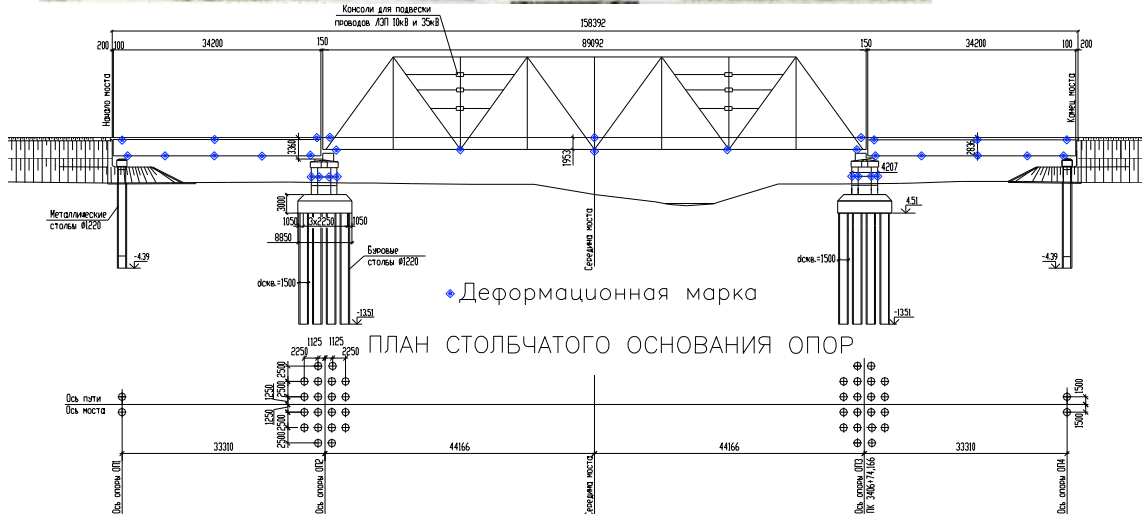 Консоли для подвески
проводов ЛЭП 10кВ и 35кВ
158392
200 100 34200 150 89092 150 34200 100 200
Начало моста
Конец моста
3360
1953
2836
4207
3000
4.51
1050 3x2250 1050
8850
Металлические
столбы Ø1220
-4.39
Буровые
столбы Ø1220
dскв.=1500
Середина моста
dскв.=1500
-4.39
Деформационная марка
-13.51
-13.51
ПЛАН СТОЛБЧАТОГО ОСНОВАНИЯ ОПОР
1125 1125
2250 2250
2500
2500
1250
1250
2500
2500
Ось пути
Ось моста
1500
1500
33310 44166 44166 33310
Ось опоры ОП1
Ось опоры ОП2
Середина моста
Ось опоры ОП3
ПК 3406+74,166
Ось опоры ОП4